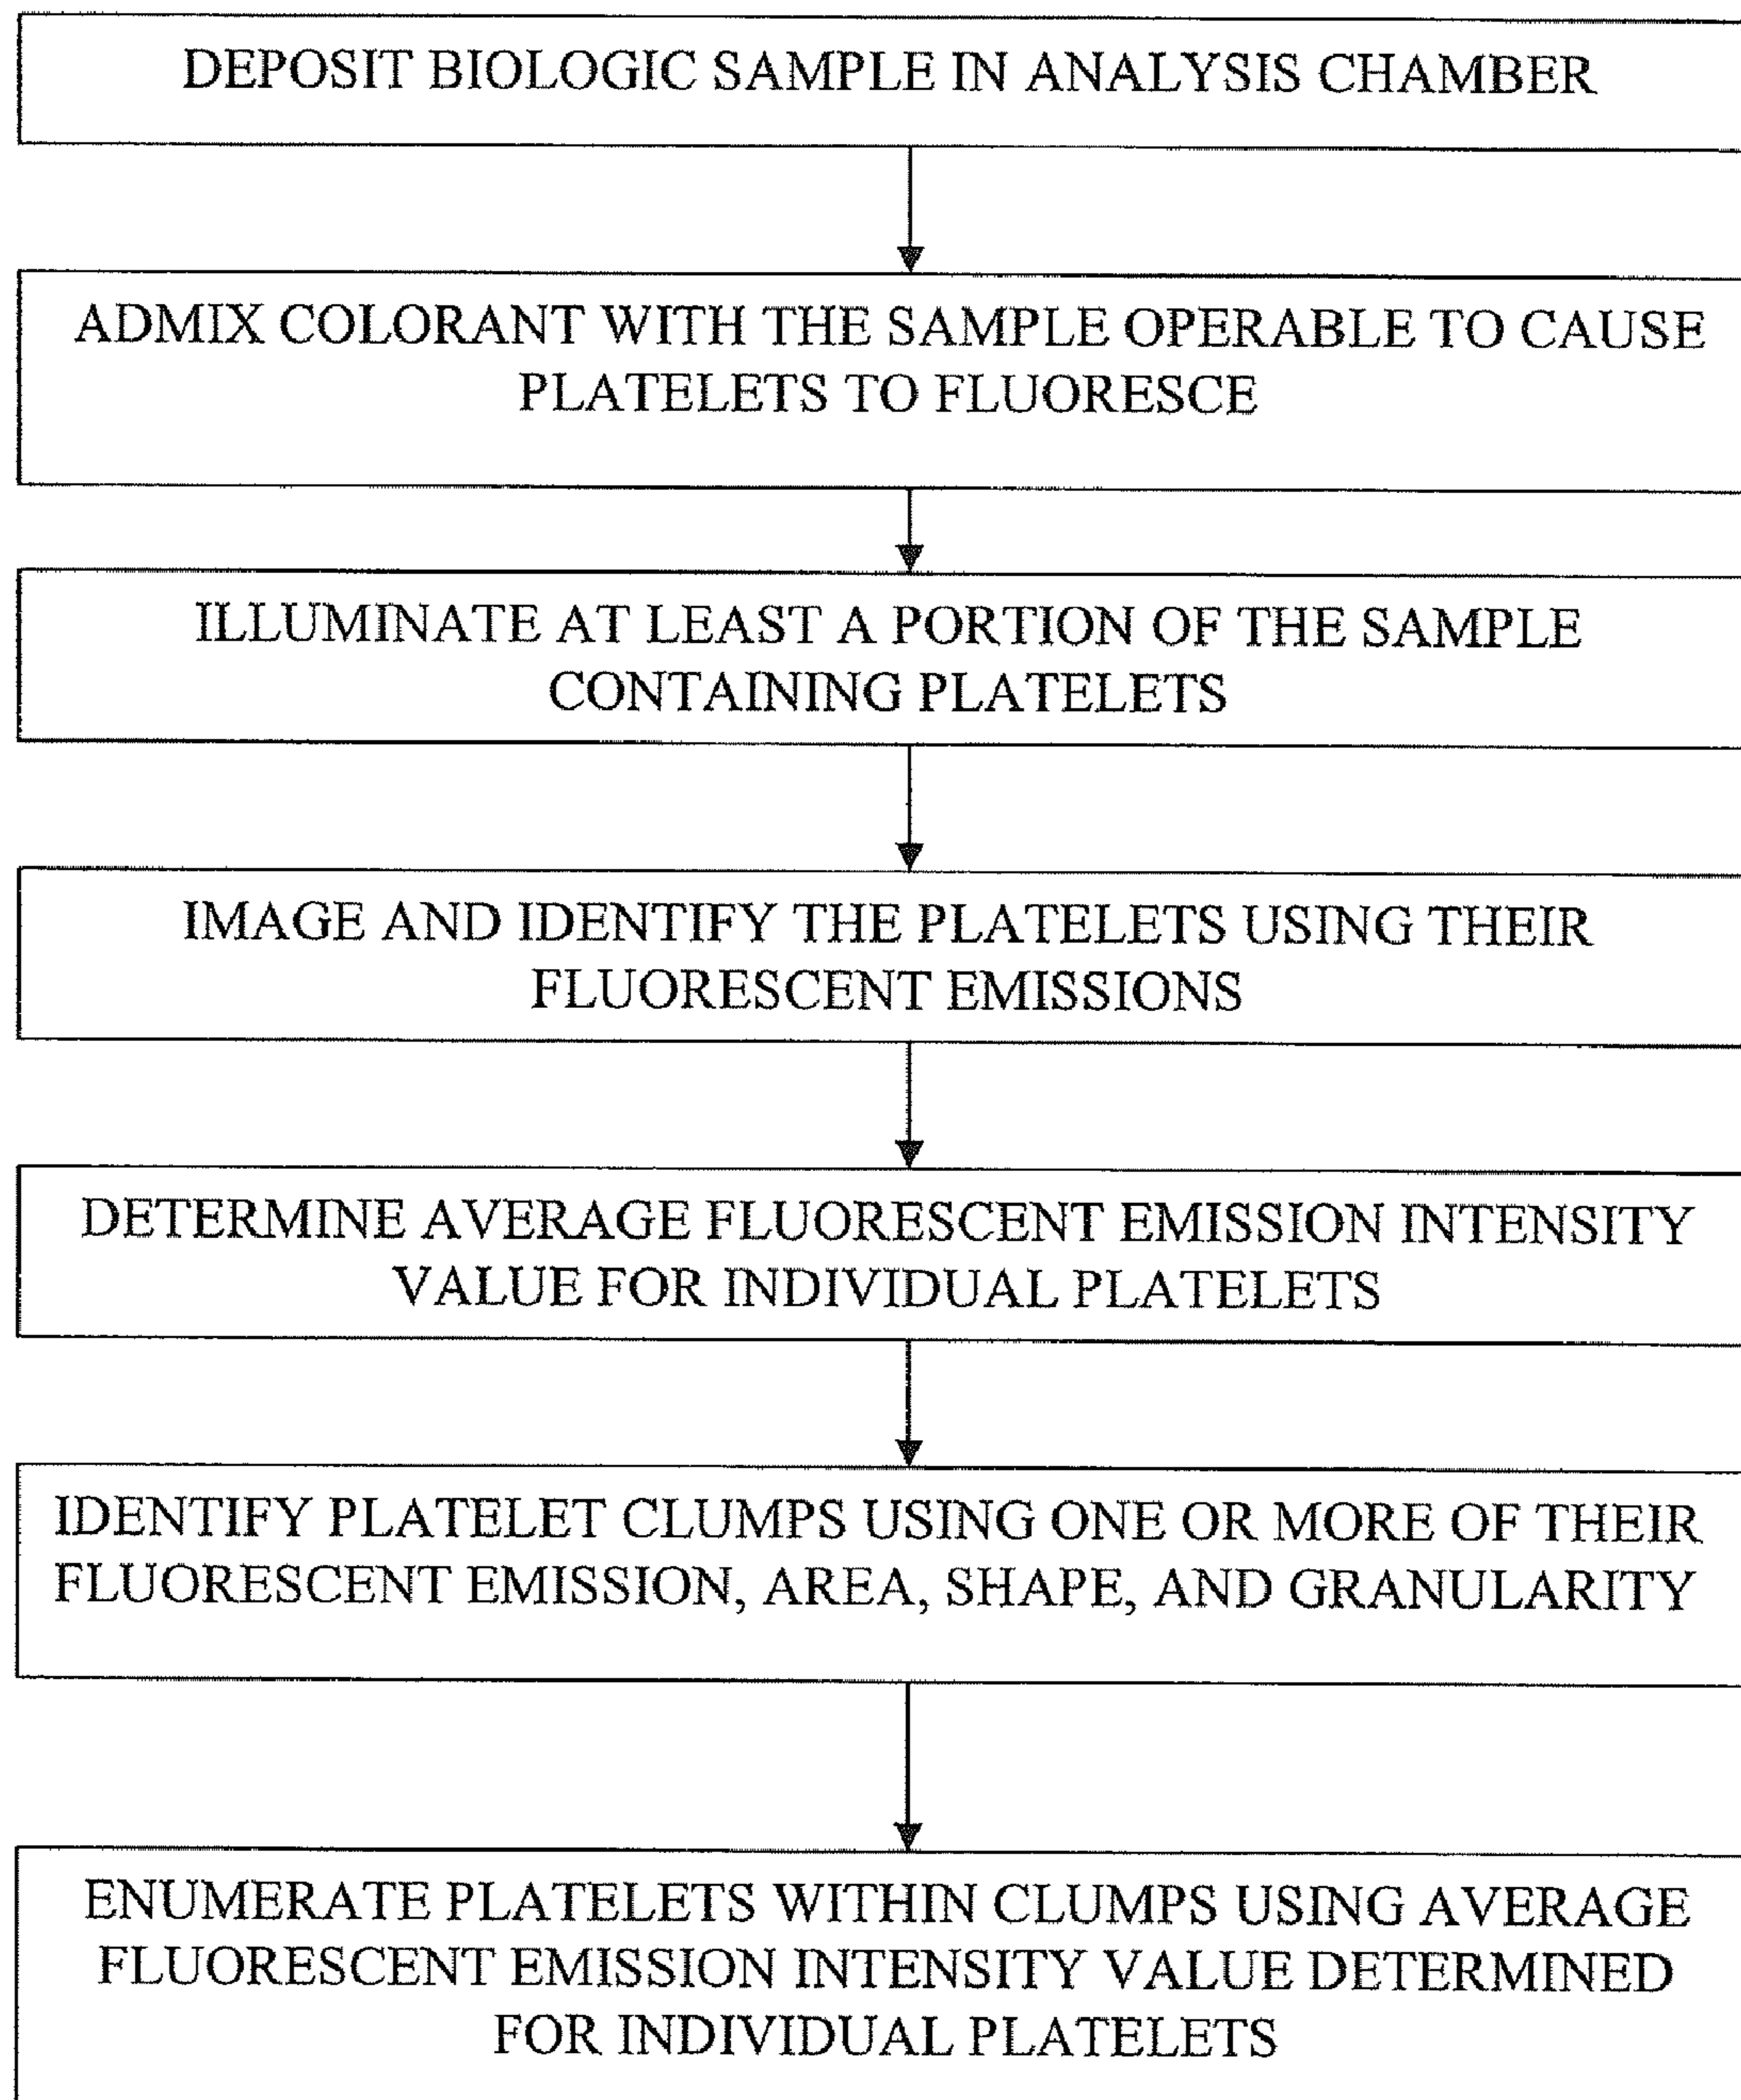 DEPOSIT BIOLOGIC SAMPLE IN ANALYSIS CHAMBER
ADMIX COLORANT WITH THE SAMPLE OPERABLE TO CAUSE
PLATELETS TO FLUORESCE
ILLUMINATE AT LEAST A PORTION OF THE SAMPLE
CONTAINING PLATELETS
IMAGE AND IDENTIFY THE PLATELETS USING THEIR
FLUORESCENT EMISSIONS
DETERMINE AVERAGE FLUORESCENT EMISSION INTENSITY
VALUE FOR INDIVIDUAL PLATELETS
IDENTIFY PLATELET CLUMPS USING ONE OR MORE OF THEIR
FLUORESCENT EMISSION, AREA, SHAPE, AND GRANULARITY
ENUMERATE PLATELETS WITHIN CLUMPS USING AVERAGE
FLUORESCENT EMISSION INTENSITY VALUE DETERMINED
FOR INDIVIDUAL PLATELETS